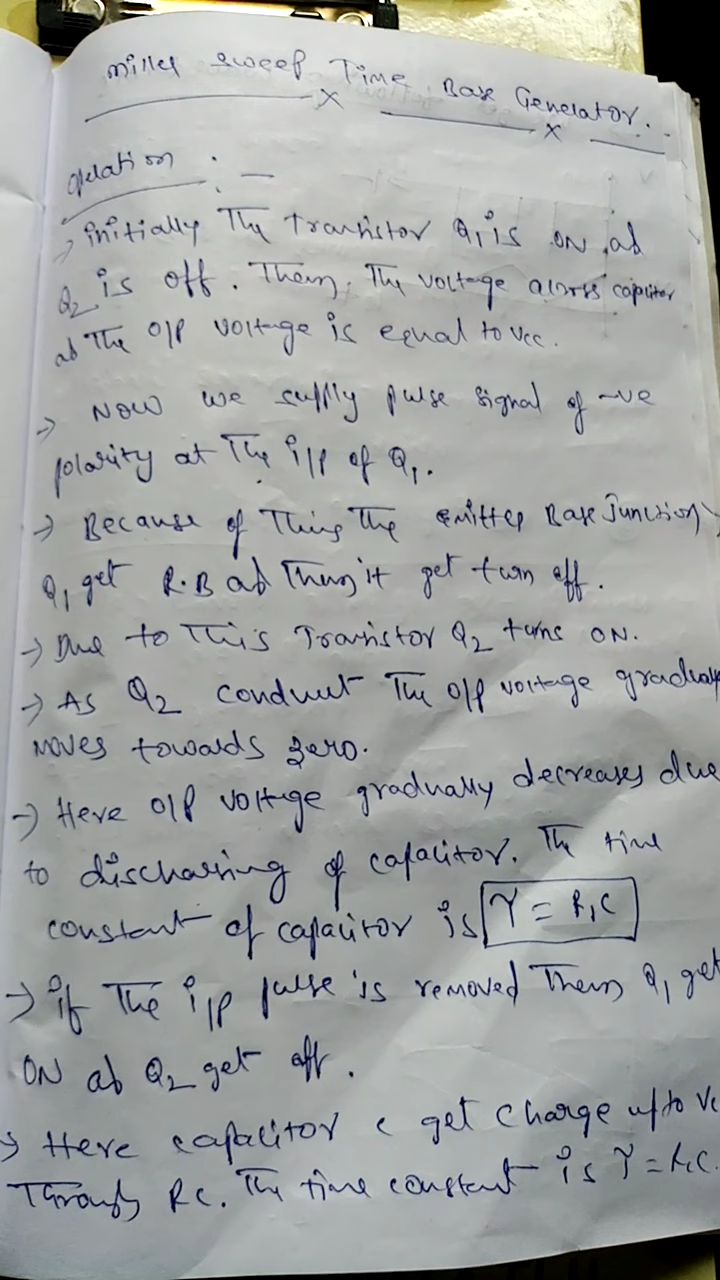 Miller sweep Time Base Generator.
operation : -
→ initially The transistor Q1 is ON ad
Q2 is off. Then, The voltage across capacitor
ad The O/P voltage is equal to Vcc.
→ Now we supply pulse signal of -ve
polarity at The i/p of Q1.
→ Because of This The emitter Base Junction
Q1 get R.B ad Thus it get turn off.
→ Due to This Transistor Q2 turns ON.
→ As Q2 conduct The O/P voltage gradually
moves towards zero.
→ Here O/P voltage gradually decreases due
to discharing of capacitor. The time
constant of capacitor is τ = R1C
→ if The i/p pulse is removed Then Q1 get
ON ad Q2 get off.
→ Here capacitor c get charge upto Vc
Through Rc. The time constant is τ = RcC.